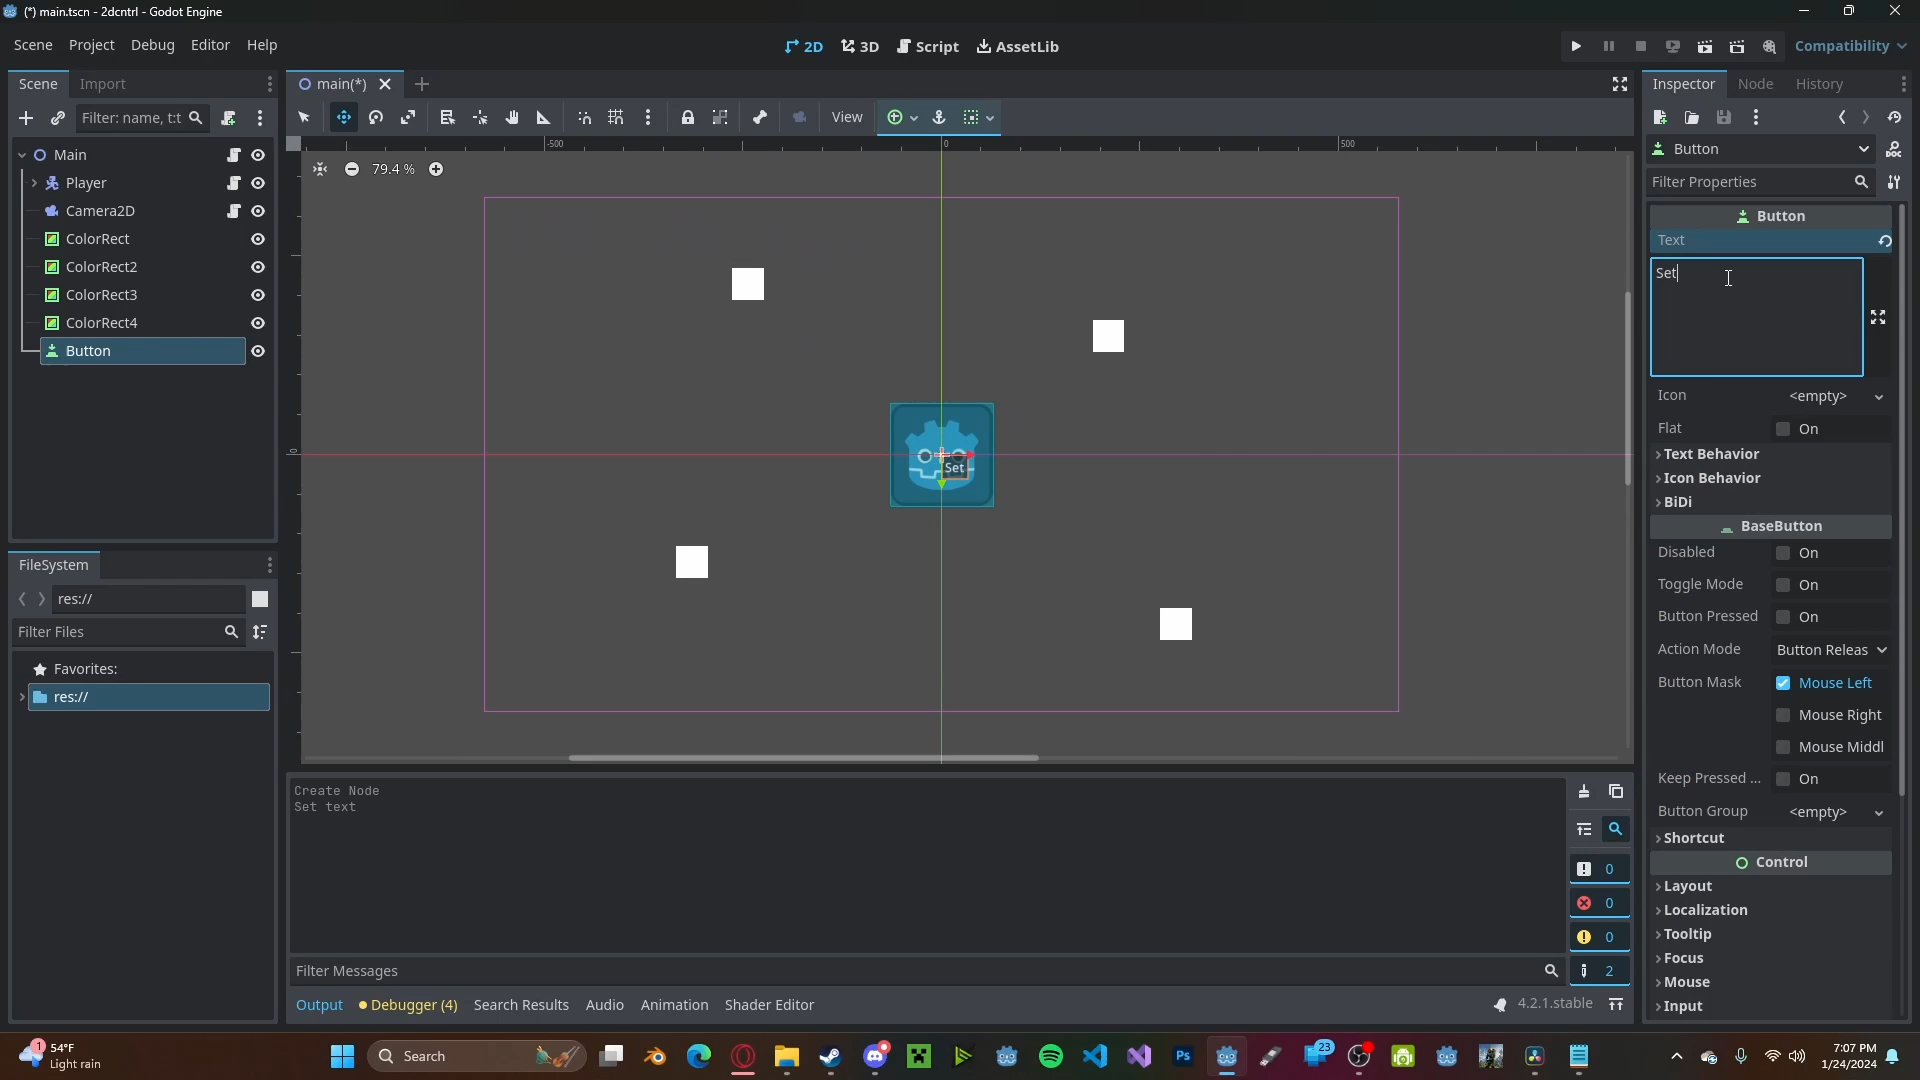 (*) main.tscn - 2dcntrl - Godot Engine
Scene Project Debug Editor Help
2D 3D Script AssetLib
Compatibility
Scene Import
main(*)
Inspector Node History
Filter: name, t:t
View
Main
Player
Camera2D
ColorRect
ColorRect2
ColorRect3
ColorRect4
Button
-500 0 500
79.4 %
0
Set
Button
Filter Properties
Button
Text
Set
Icon <empty>
Flat On
Text Behavior
Icon Behavior
BiDi
BaseButton
Disabled On
Toggle Mode On
Button Pressed On
Action Mode Button Releas
Button Mask Mouse Left
Mouse Right
Mouse Middl
Keep Pressed ... On
Button Group <empty>
Shortcut
Control
Layout
Localization
Tooltip
Focus
Mouse
Input
FileSystem
res://
Filter Files
Favorites:
res://
Create Node
Set text
0
0
0
2
Filter Messages
Output Debugger (4) Search Results Audio Animation Shader Editor
4.2.1.stable
1
54°F
Light rain
Search
Ps
23
7:07 PM
1/24/2024